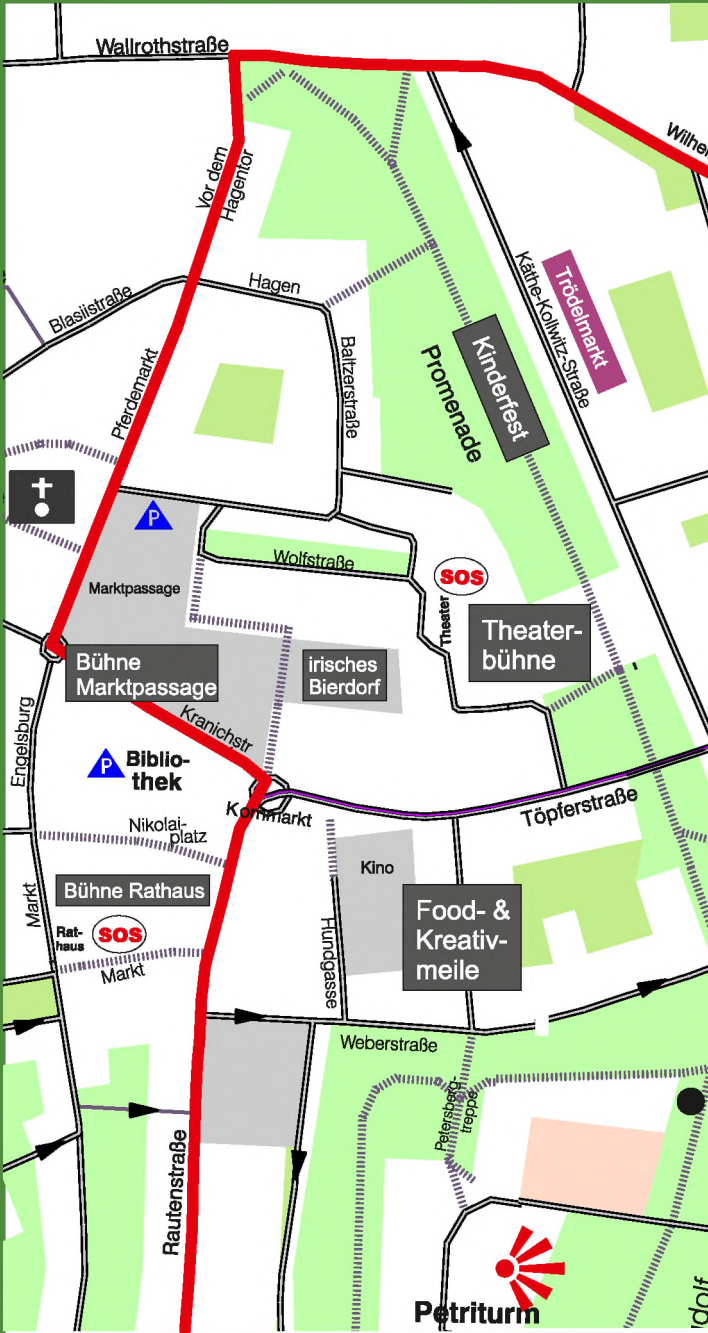 Wallrothstraße
Wilhe
Vor dem
Hagentor
Hagen
Blasiistraße
Baltzerstraße
Käthe-Kollwitz-Straße
Trödelmarkt
Kinderfest
Promenade
Pferdemarkt
P
Marktpassage
Wolfstraße
SOS
Theater
Theater-
bühne
Bühne
Marktpassage
irisches
Bierdorf
Kranichstr
Engelsburg
P
Biblio-
thek
Kornmarkt
Töpferstraße
Nikolai-
platz
Kino
Bühne Rathaus
Markt
Rat-
haus
SOS
Markt
Hundgasse
Food- &
Kreativ-
meile
Weberstraße
Petersberg-
treppe
Rautenstraße
Petriturm
dolf